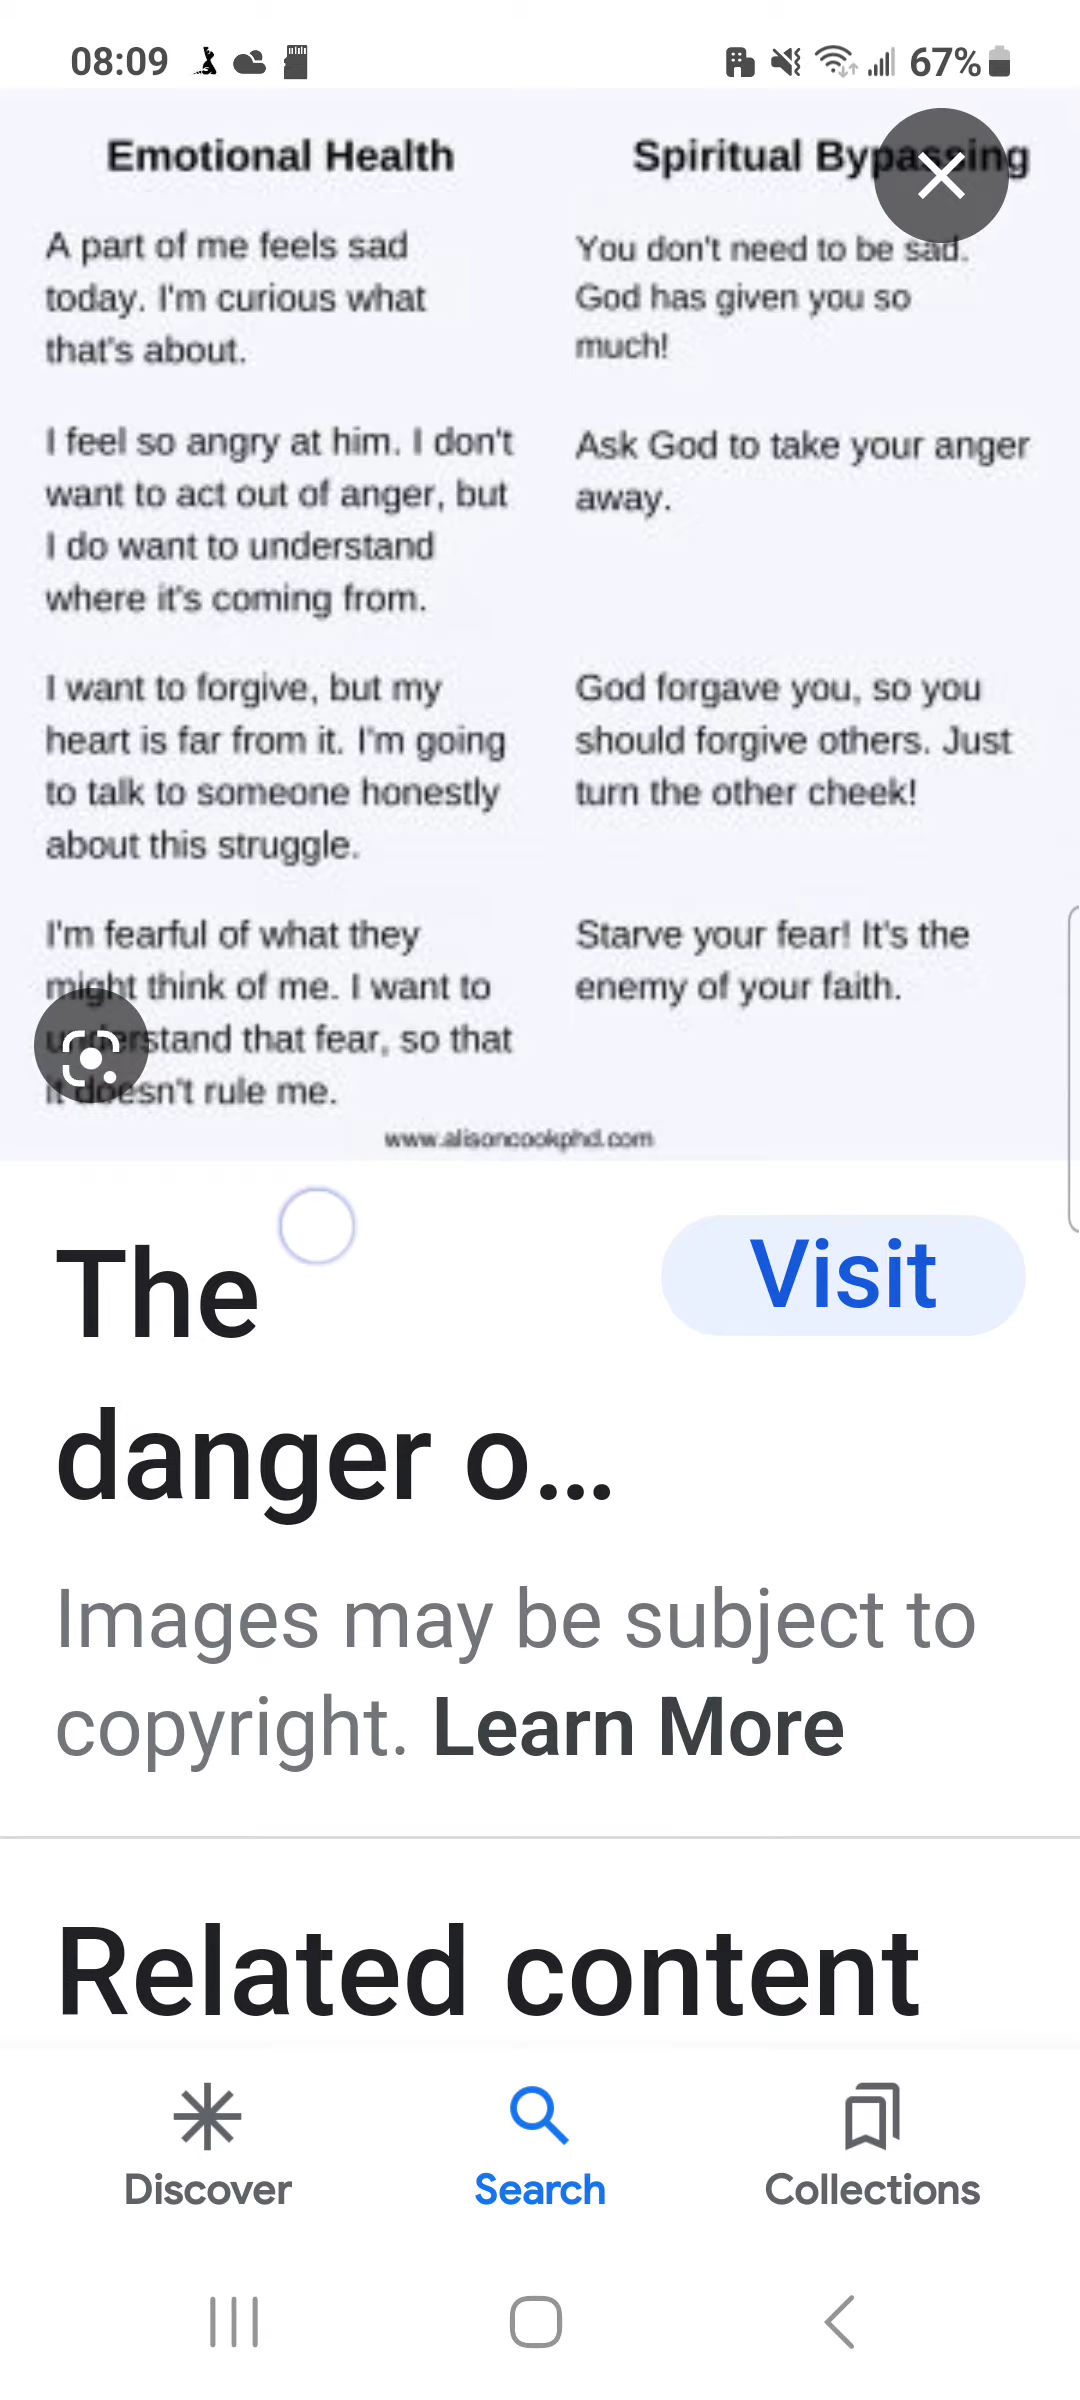 08:09
67%
Emotional Health
Spiritual Bypassing
A part of me feels sad
today. I'm curious what
that's about.
You don't need to be sad.
God has given you so
much!
I feel so angry at him. I don't
want to act out of anger, but
I do want to understand
where it's coming from.
Ask God to take your anger
away.
I want to forgive, but my
heart is far from it. I'm going
to talk to someone honestly
about this struggle.
God forgave you, so you
should forgive others. Just
turn the other cheek!
I'm fearful of what they
might think of me. I want to
understand that fear, so that
it doesn't rule me.
Starve your fear! It's the
enemy of your faith.
www.alisoncookphd.com
The
danger o...
Visit
Images may be subject to
copyright. Learn More
Related content
Discover
Search
Collections